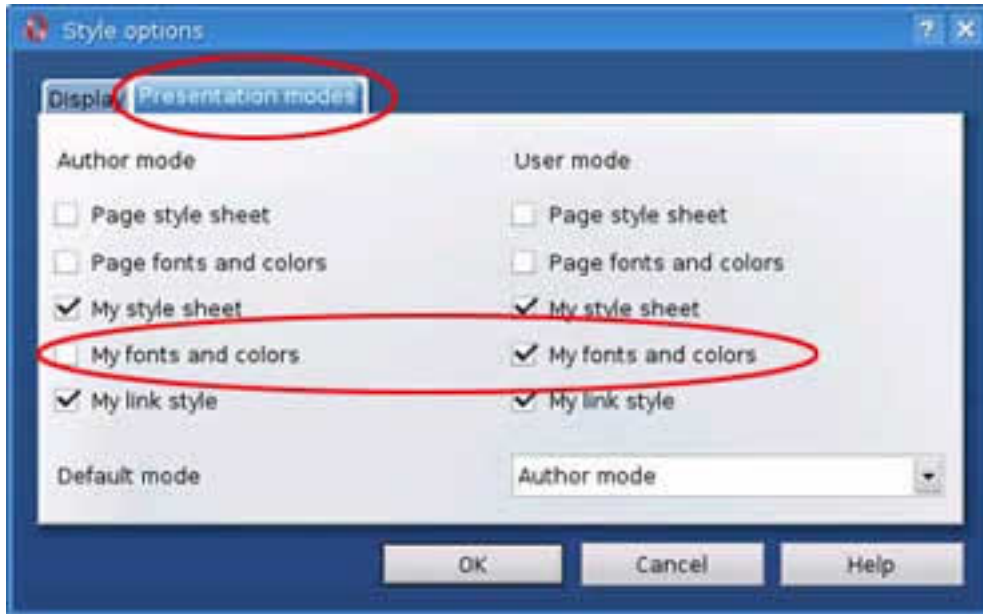 Style options
Display Presentation modes
Author mode User mode
Page style sheet Page style sheet
Page fonts and colors Page fonts and colors
My style sheet My style sheet
My fonts and colors My fonts and colors
My link style My link style
Default mode Author mode
OK Cancel Help